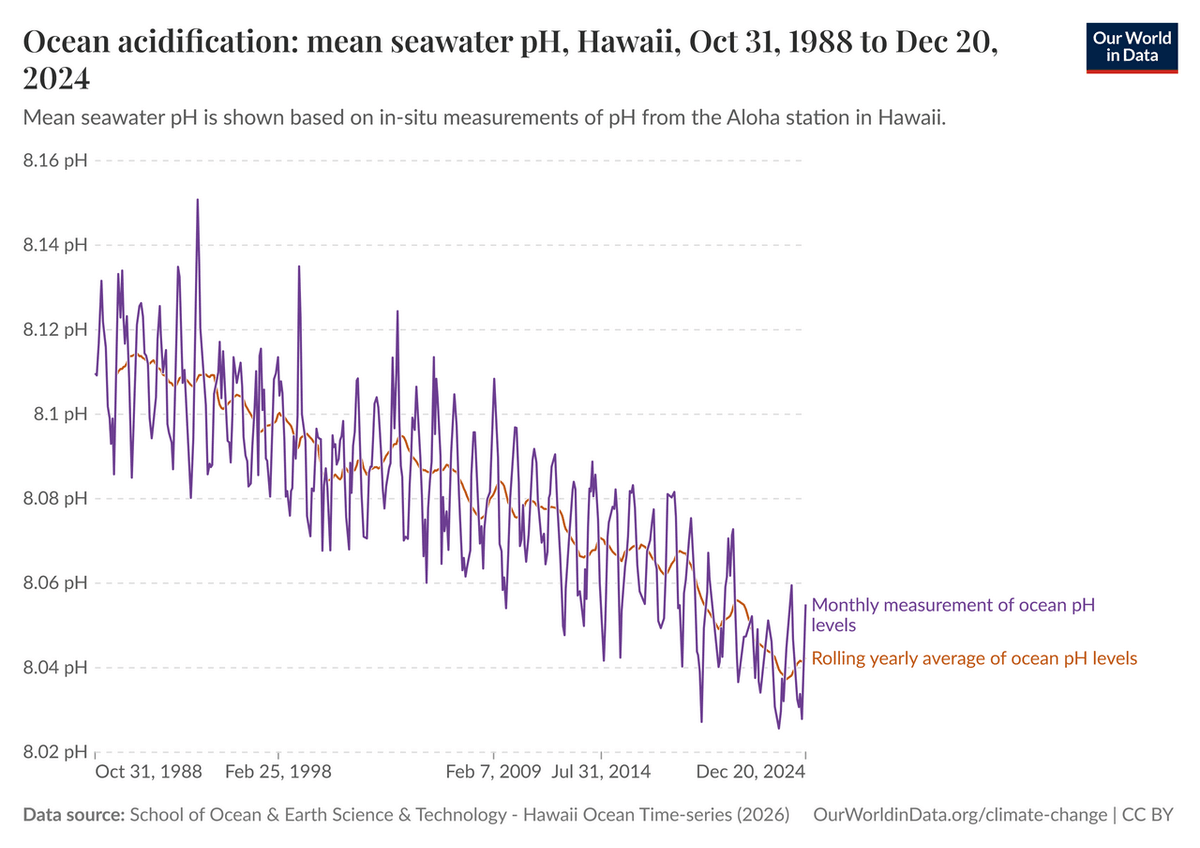 Ocean acidification: mean seawater pH, Hawaii, Oct 31, 1988 to Dec 20,
2024
Our World
in Data
Mean seawater pH is shown based on in-situ measurements of pH from the Aloha station in Hawaii.
8.16 pH
8.14 pH
8.12 pH
8.1 pH
8.08 pH
8.06 pH
8.04 pH
8.02 pH
Monthly measurement of ocean pH
levels
Rolling yearly average of ocean pH levels
Oct 31, 1988 Feb 25, 1998 Feb 7, 2009 Jul 31, 2014 Dec 20, 2024
Data source: School of Ocean & Earth Science & Technology - Hawaii Ocean Time-series (2026) OurWorldinData.org/climate-change | CC BY